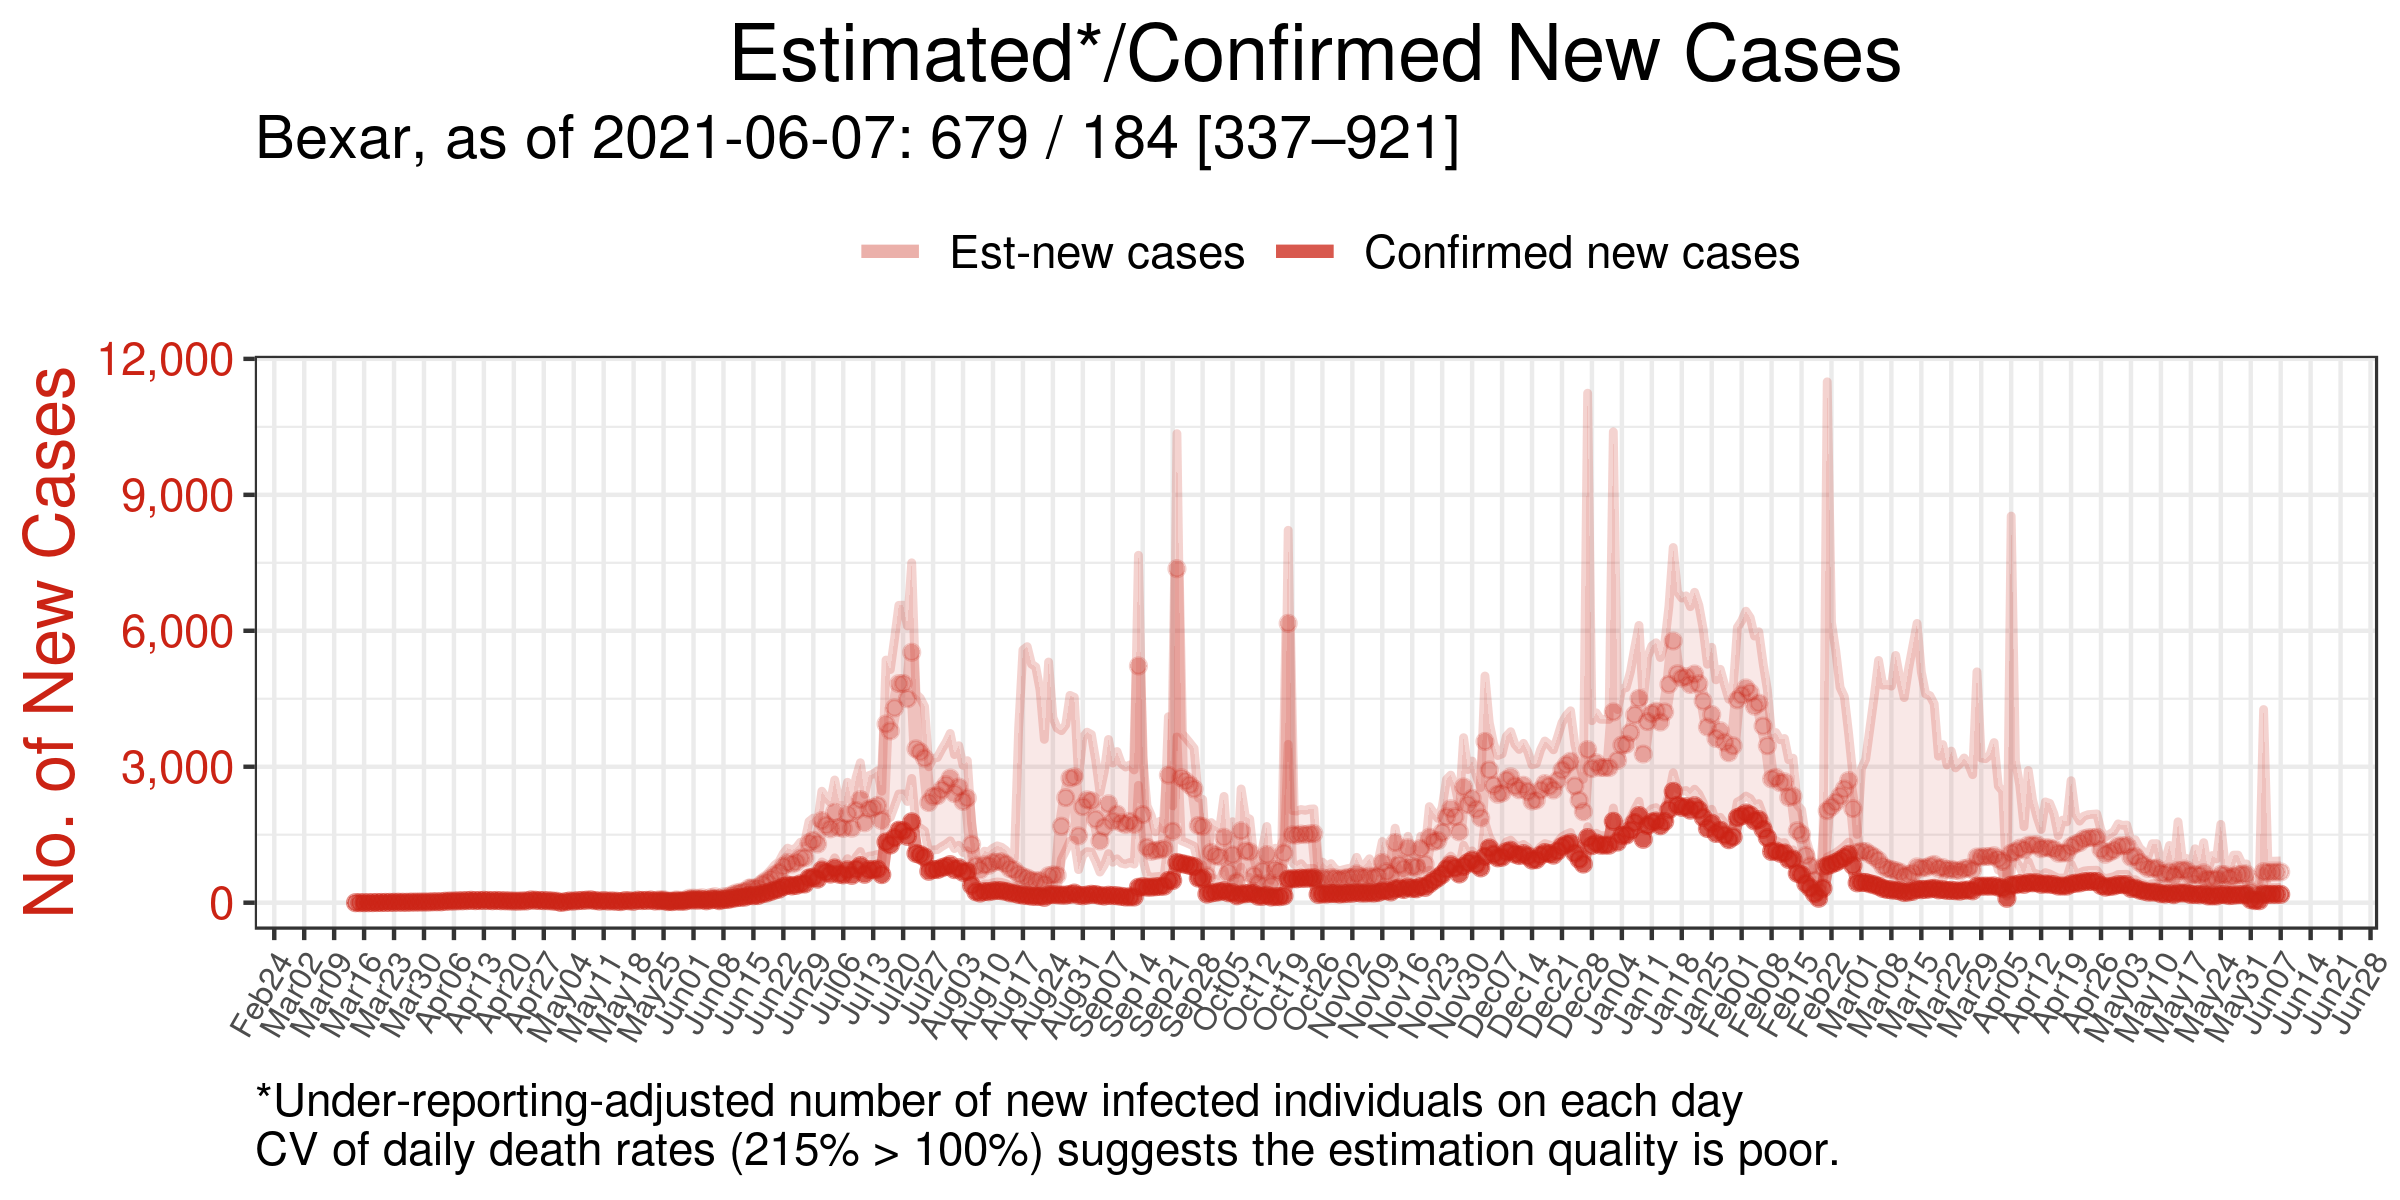 Estimated*/Confirmed New Cases
Bexar, as of 2021-06-07: 679 / 184 [337–921]
Est-new cases Confirmed new cases
No. of New Cases
12,000
9,000
6,000
3,000
0
Feb24 Mar02 Mar09 Mar16 Mar23 Mar30 Apr06 Apr13 Apr20 Apr27 May04 May11 May18 May25 Jun01 Jun08 Jun15 Jun22 Jun29 Jul06 Jul13 Jul20 Jul27 Aug03 Aug10 Aug17 Aug24 Aug31 Sep07 Sep14 Sep21 Sep28 Oct05 Oct12 Oct19 Oct26 Nov02 Nov09 Nov16 Nov23 Nov30 Dec07 Dec14 Dec21 Dec28 Jan04 Jan11 Jan18 Jan25 Feb01 Feb08 Feb15 Feb22 Mar01 Mar08 Mar15 Mar22 Mar29 Apr05 Apr12 Apr19 Apr26 May03 May10 May17 May24 May31 Jun07 Jun14 Jun21 Jun28
*Under-reporting-adjusted number of new infected individuals on each day
CV of daily death rates (215% > 100%) suggests the estimation quality is poor.